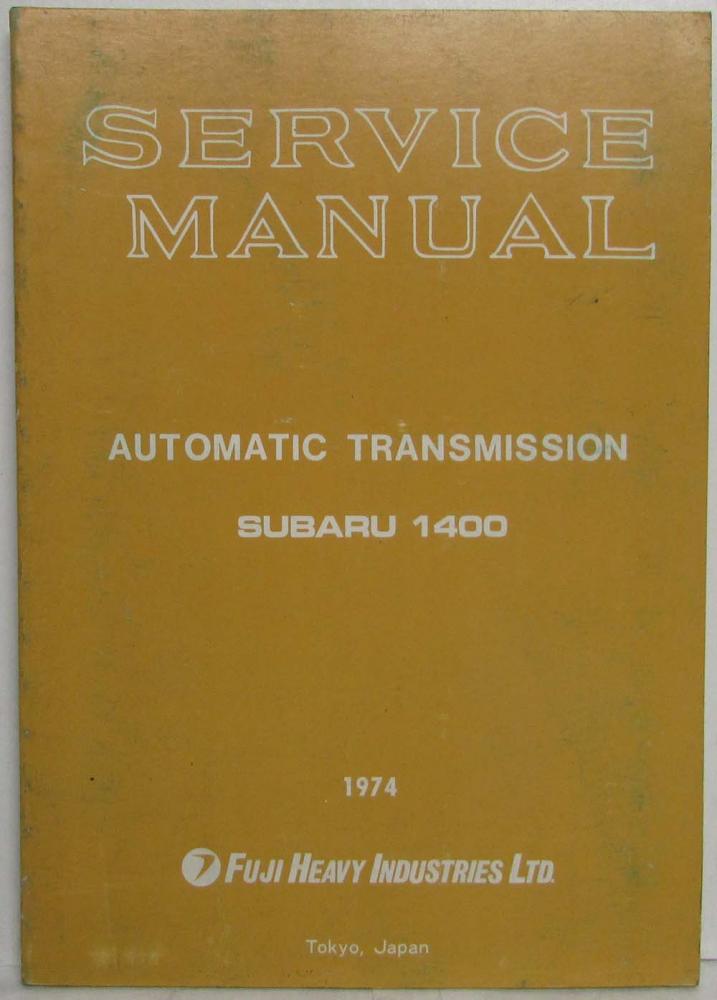 SERVICE
MANUAL
AUTOMATIC TRANSMISSION
SUBARU 1400
1974
FUJI HEAVY INDUSTRIES LTD.
Tokyo, Japan